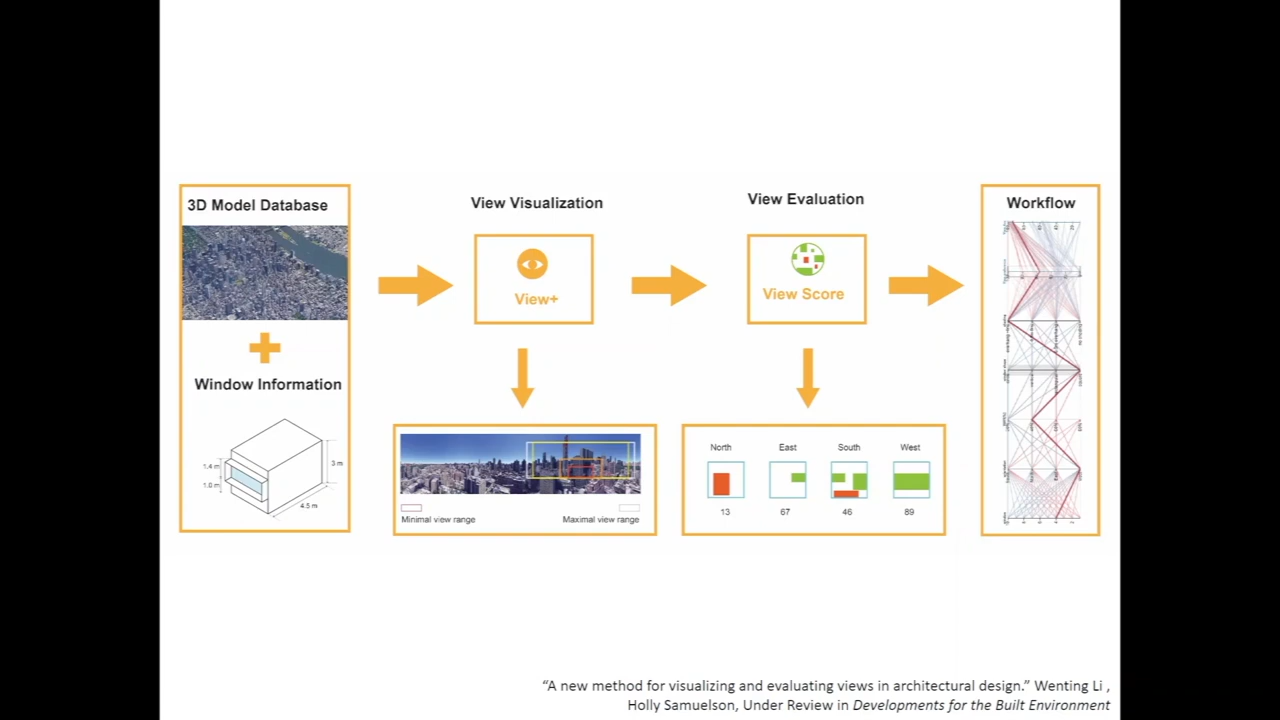 3D Model Database
Window Information
1.4 m
1.0 m
3 m
4.5 m
View Visualization
View+
Minimal view range
Maximal view range
View Evaluation
View Score
North
East
South
West
13
67
46
89
Workflow
“A new method for visualizing and evaluating views in architectural design.” Wenting Li ,
Holly Samuelson, Under Review in Developments for the Built Environment